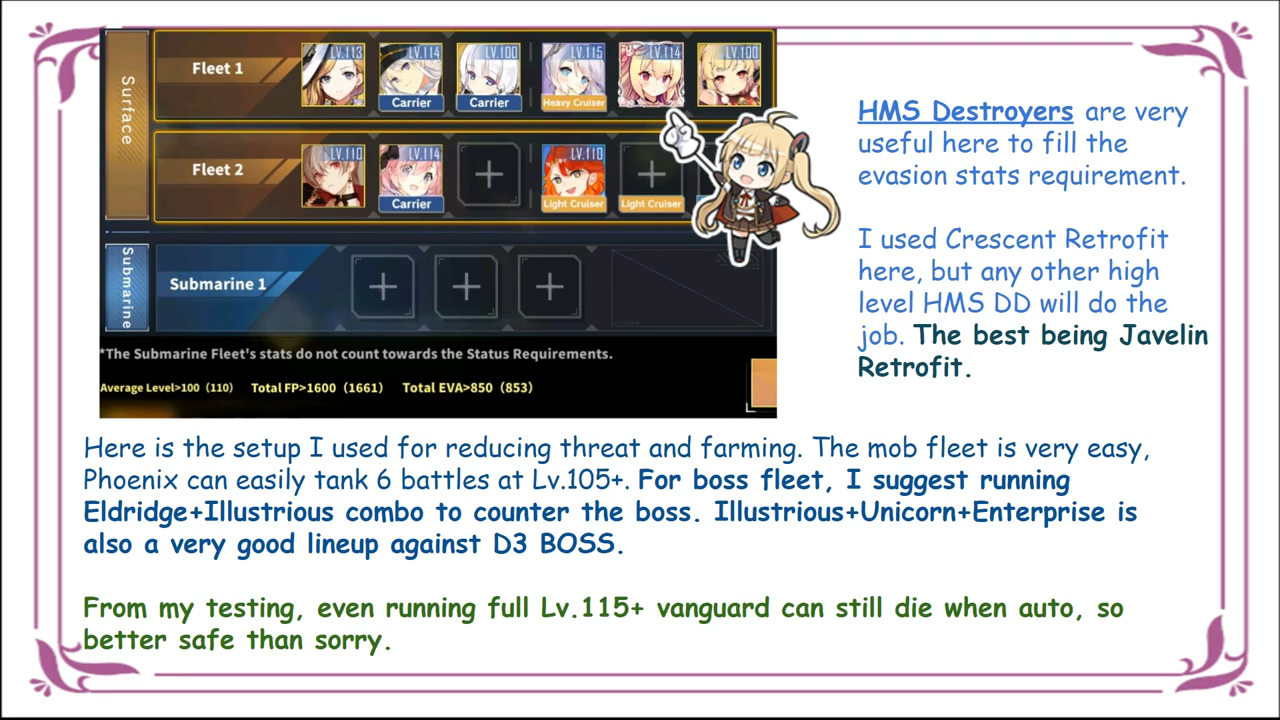 Surface
Fleet 1
LV.113
LV.114
Carrier
LV.100
Carrier
LV.115
Heavy Cruiser
LV.114
LV.100
Fleet 2
LV.110
LV.114
Carrier
LV.110
Light Cruiser
Light Cruiser
Submarine
Submarine 1
*The Submarine Fleet's stats do not count towards the Status Requirements.
Average Level>100 (110) Total FP>1600 (1661) Total EVA>850 (853)
HMS Destroyers are very
useful here to fill the
evasion stats requirement.
I used Crescent Retrofit
here, but any other high
level HMS DD will do the
job. The best being Javelin
Retrofit.
Here is the setup I used for reducing threat and farming. The mob fleet is very easy,
Phoenix can easily tank 6 battles at Lv.105+. For boss fleet, I suggest running
Eldridge+Illustrious combo to counter the boss. Illustrious+Unicorn+Enterprise is
also a very good lineup against D3 BOSS.
From my testing, even running full Lv.115+ vanguard can still die when auto, so
better safe than sorry.